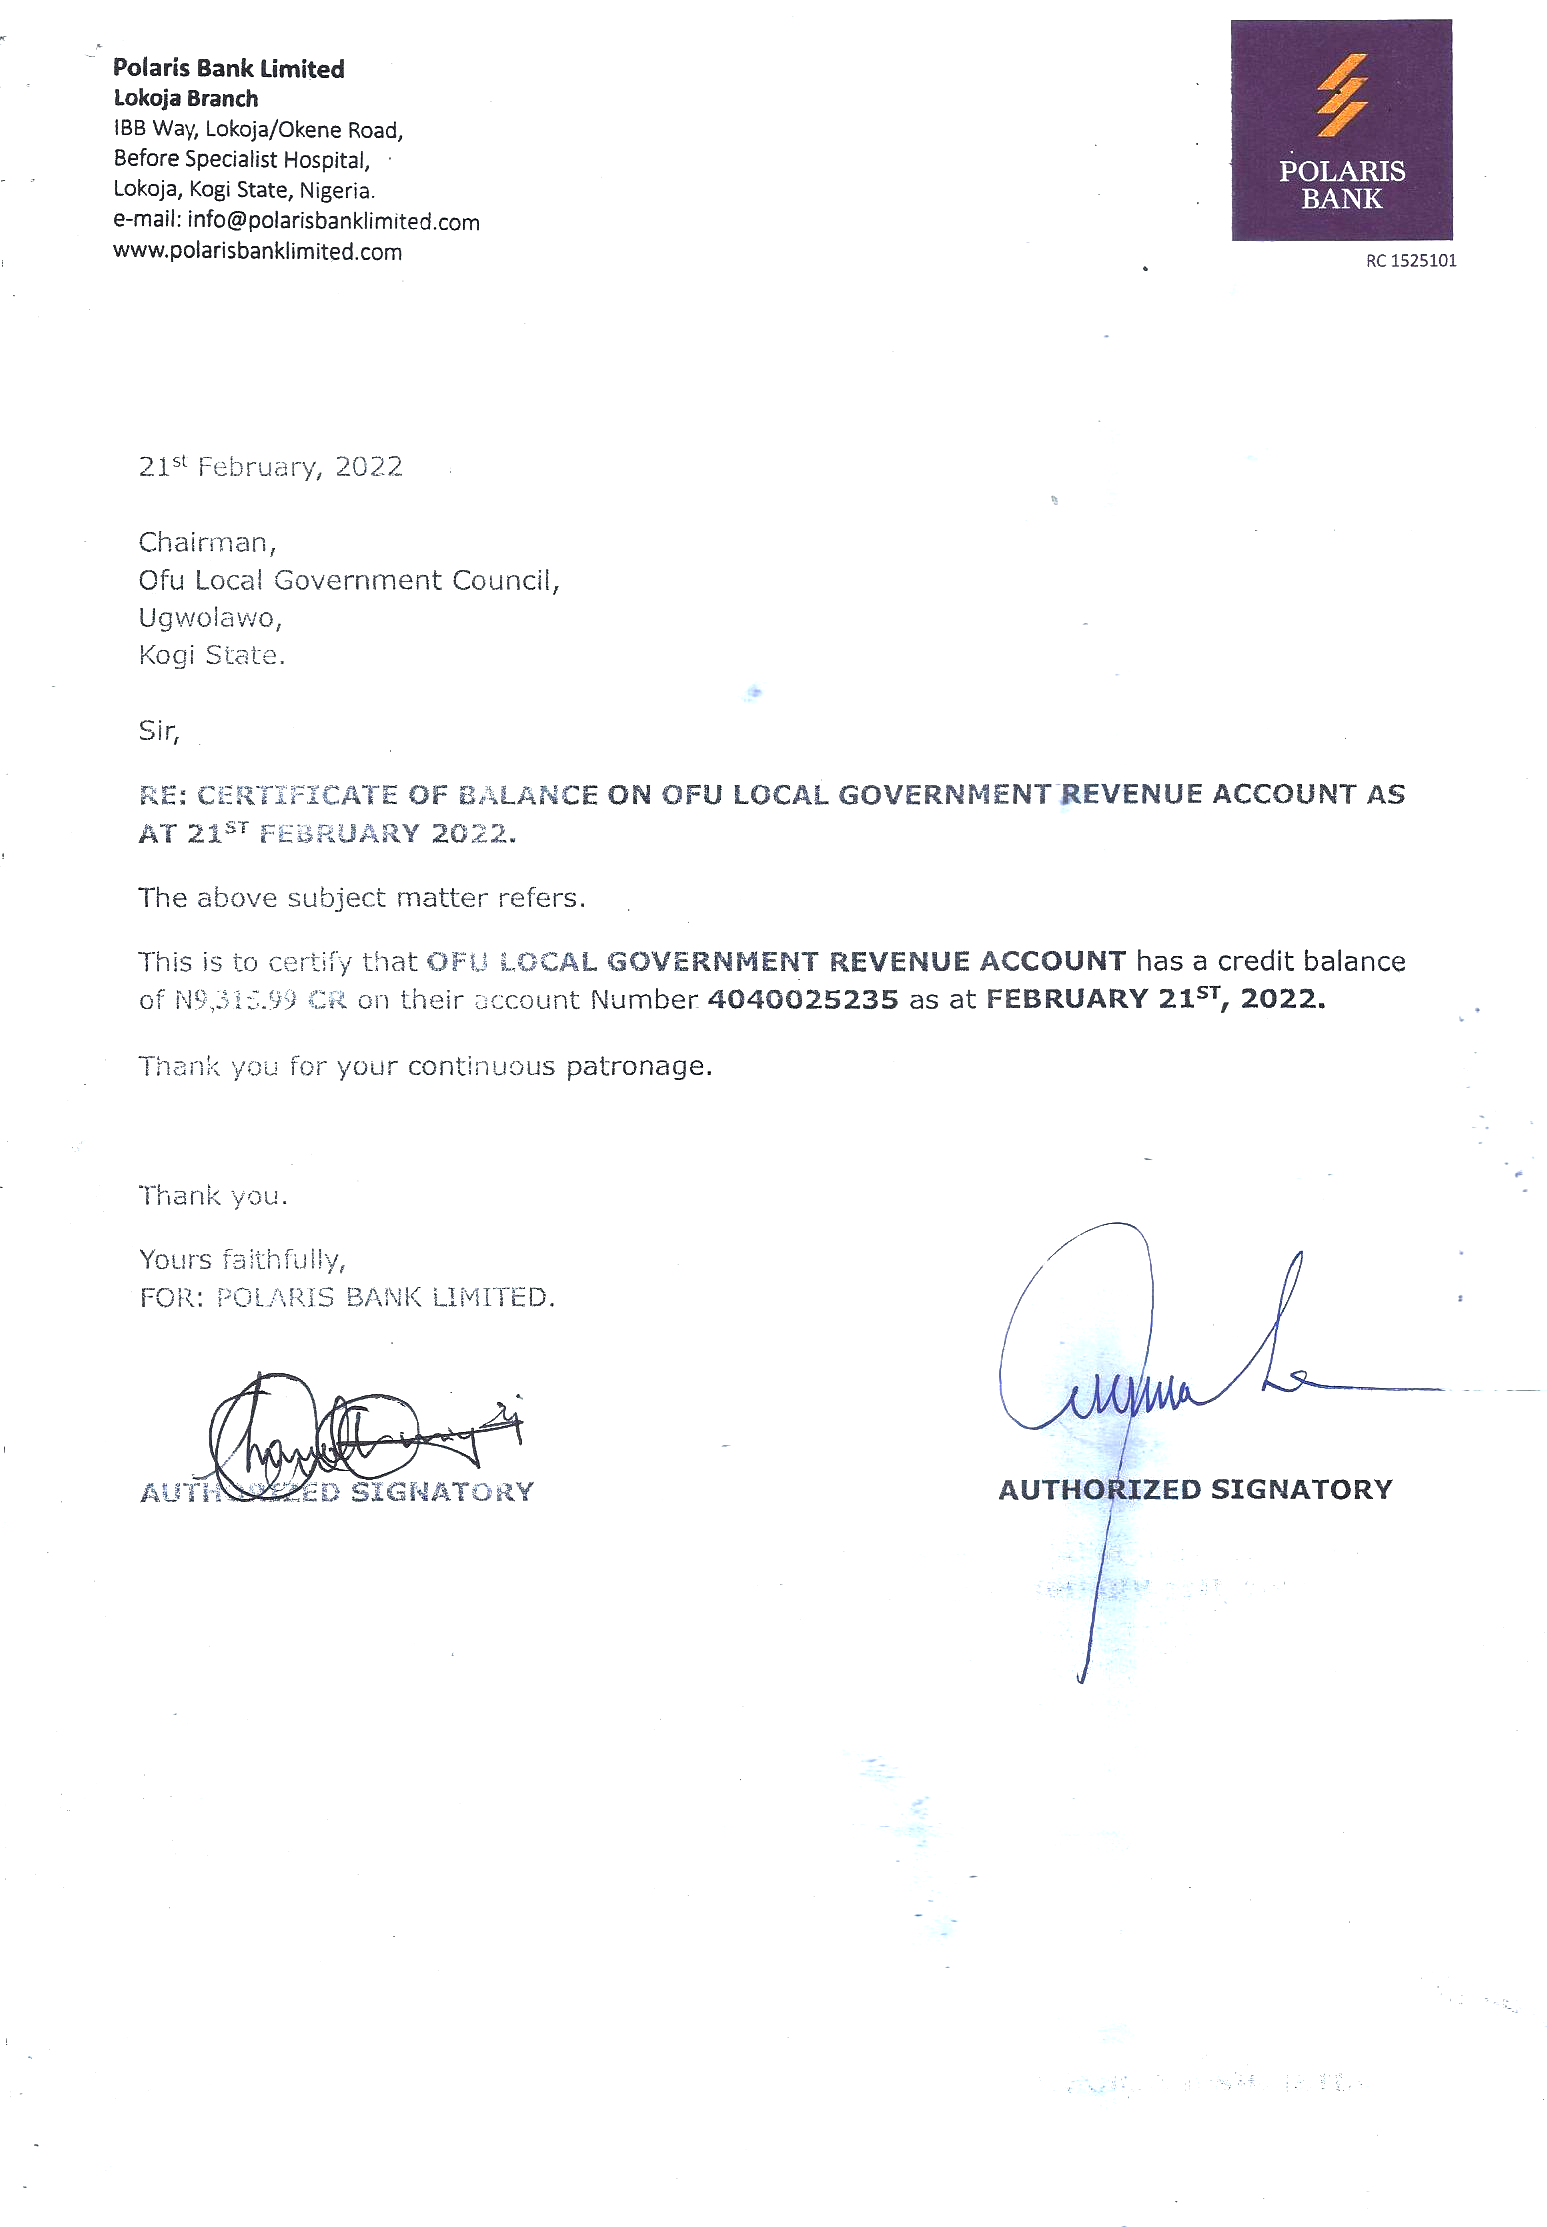 Polaris Bank Limited
Lokoja Branch
IBB Way, Lokoja/Okene Road,
Before Specialist Hospital,
Lokoja, Kogi State, Nigeria.
e-mail: info@polarisbanklimited.com
www.polarisbanklimited.com
POLARIS
BANK
RC 1525101
21st February, 2022
Chairman,
Ofu Local Government Council,
Ugwolawo,
Kogi State.
Sir,
RE: CERTIFICATE OF BALANCE ON OFU LOCAL GOVERNMENT REVENUE ACCOUNT AS
AT 21ST FEBRUARY 2022.
The above subject matter refers.
This is to certify that OFU LOCAL GOVERNMENT REVENUE ACCOUNT has a credit balance
of CR on their account Number 4040025235 as at FEBRUARY 21ST, 2022.
Thank you for your continuous patronage.
Thank you.
Yours faithfully,
FOR: POLARIS BANK LIMITED.
AUTHORIZED SIGNATORY
AUTHORIZED SIGNATORY